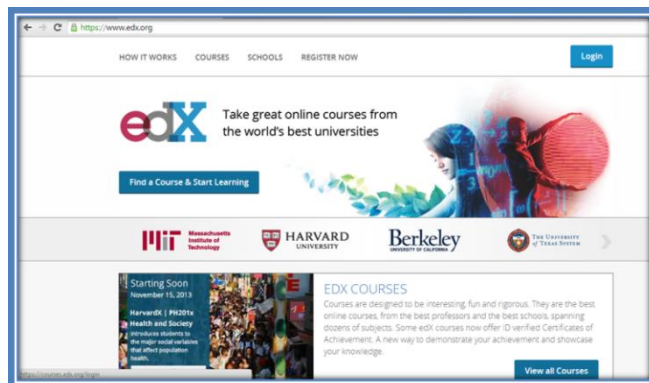 https://www.edx.org
HOW IT WORKS COURSES SCHOOLS REGISTER NOW Login
edX
Take great online courses from
the world's best universities
Find a Course & Start Learning
MIT
Massachusetts
Institute of
Technology
HARVARD
UNIVERSITY
Berkeley
UNIVERSITY OF CALIFORNIA
THE UNIVERSITY
of TEXAS SYSTEM
Starting Soon
November 15, 2013
HarvardX | PH201x
Health and Society
introduces students to
the major social variables
that affect population
health.
EDX COURSES
Courses are designed to be interesting, fun and rigorous. They are the best
online courses, from the best professors and the best schools, spanning
dozens of subjects. Some edX courses now offer ID verified Certificates of
Achievement. A new way to demonstrate your achievement and showcase
your knowledge.
View all Courses
https://courses.edx.org/login